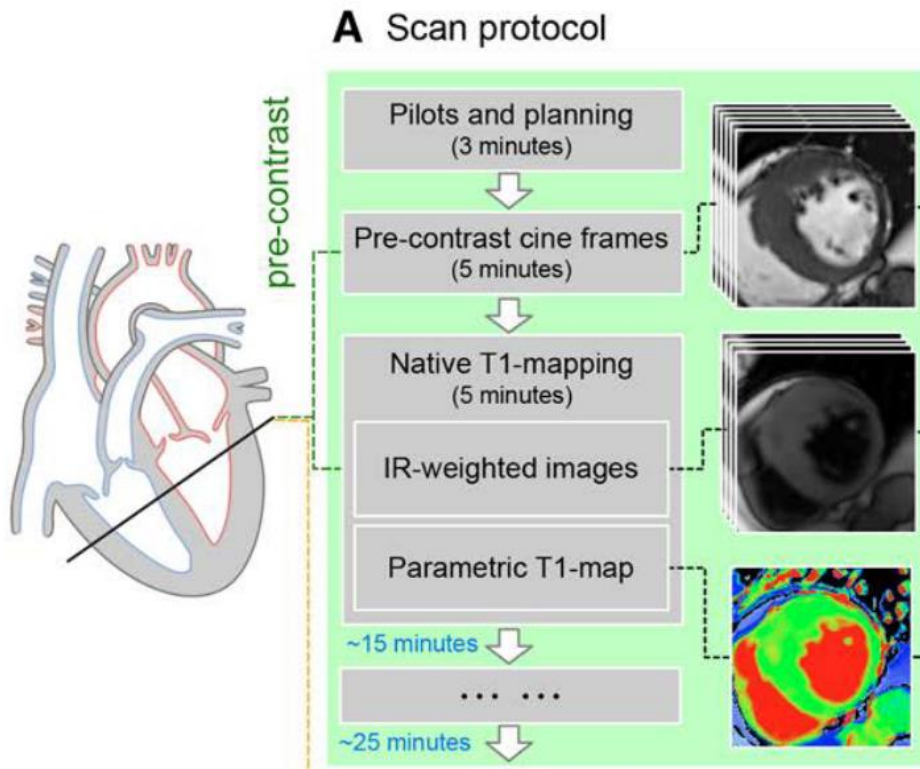 A Scan protocol
pre-contrast
Pilots and planning
(3 minutes)
Pre-contrast cine frames
(5 minutes)
Native T1-mapping
(5 minutes)
IR-weighted images
Parametric T1-map
~15 minutes
... ...
~25 minutes